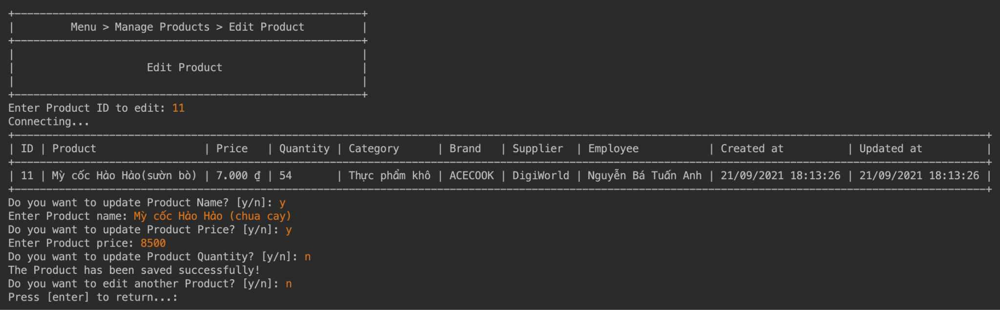 Menu > Manage Products > Edit Product
Edit Product
Enter Product ID to edit: 11
Connecting...
| ID | Product | Price | Quantity | Category | Brand | Supplier | Employee | Created at | Updated at |
| 11 | Mỳ cốc Hảo Hảo(sườn bò) | 7.000 ₫ | 54 | Thực phẩm khô | ACECOOK | DigiWorld | Nguyễn Bá Tuấn Anh | 21/09/2021 18:13:26 | 21/09/2021 18:13:26 |
Do you want to update Product Name? [y/n]: y
Enter Product name: Mỳ cốc Hảo Hảo (chua cay)
Do you want to update Product Price? [y/n]: y
Enter Product price: 8500
Do you want to update Product Quantity? [y/n]: n
The Product has been saved successfully!
Do you want to edit another Product? [y/n]: n
Press [enter] to return...: